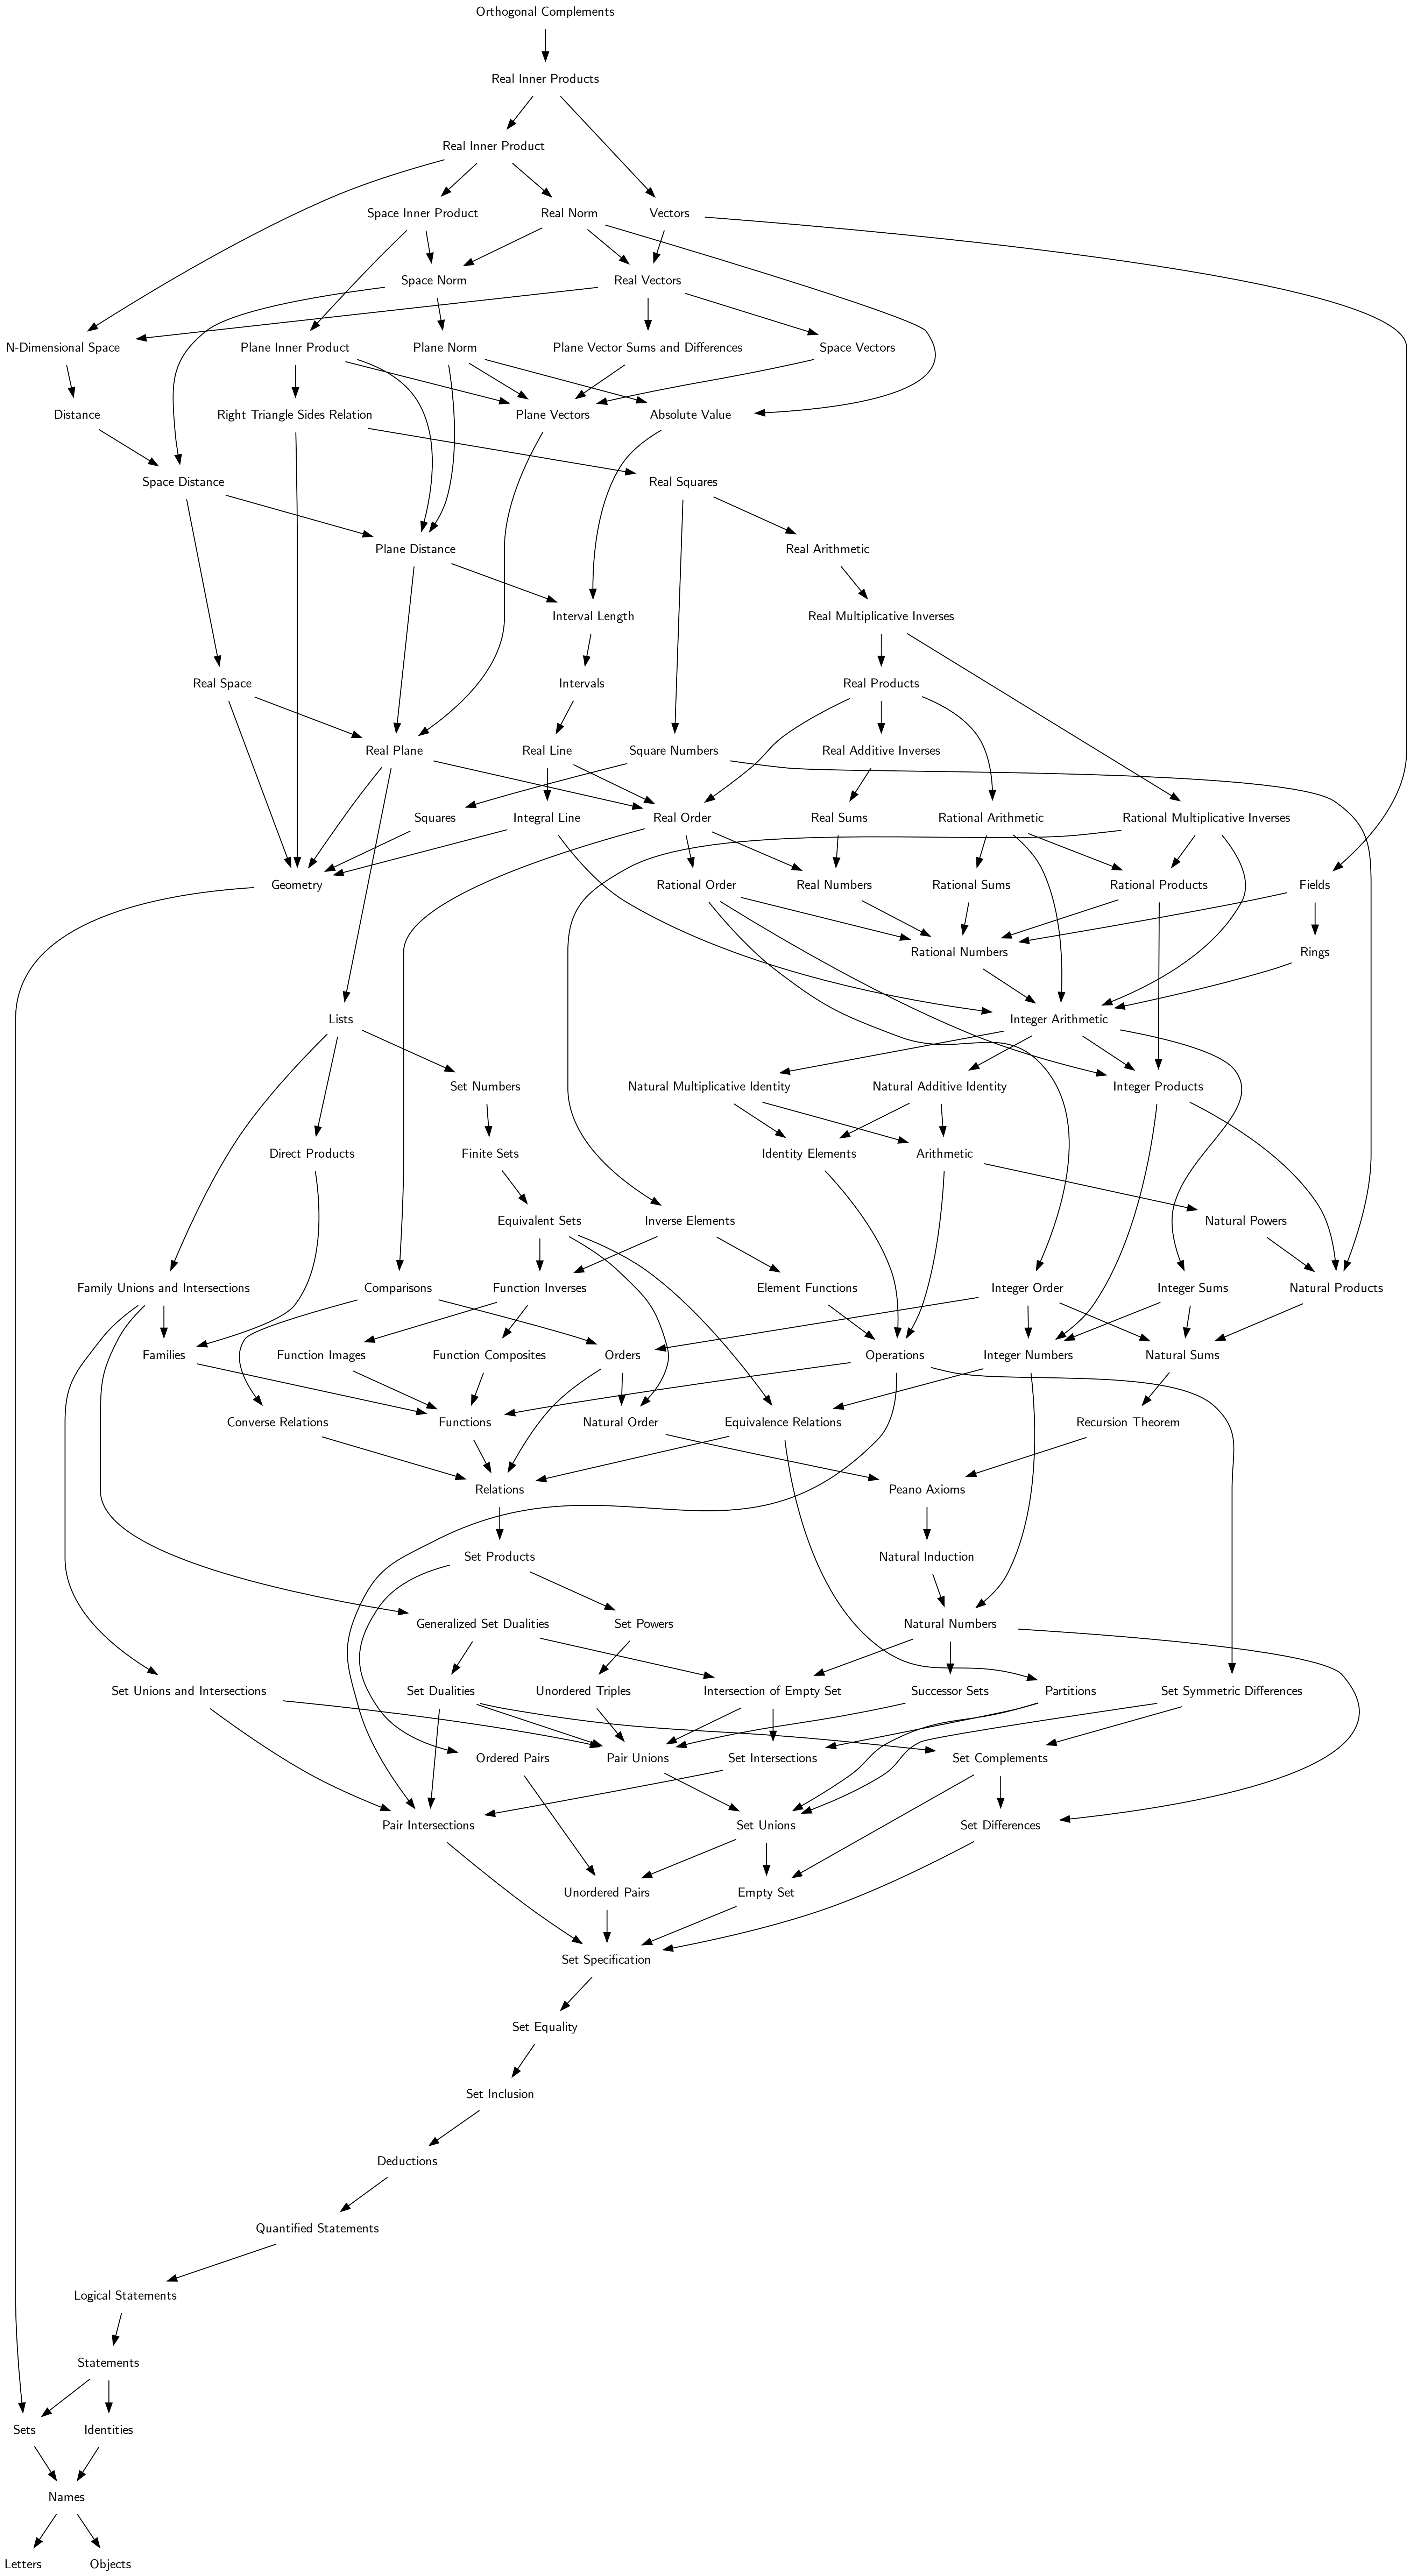 Orthogonal Complements
Real Inner Products
Real Inner Product
Space Inner Product
Real Norm
Vectors
Space Norm
Real Vectors
N-Dimensional Space
Plane Inner Product
Plane Norm
Plane Vector Sums and Differences
Space Vectors
Distance
Right Triangle Sides Relation
Plane Vectors
Absolute Value
Space Distance
Real Squares
Plane Distance
Real Arithmetic
Interval Length
Real Multiplicative Inverses
Real Space
Intervals
Real Products
Real Plane
Real Line
Square Numbers
Real Additive Inverses
Squares
Integral Line
Real Order
Real Sums
Rational Arithmetic
Rational Multiplicative Inverses
Geometry
Rational Order
Real Numbers
Rational Sums
Rational Products
Fields
Rational Numbers
Rings
Lists
Integer Arithmetic
Set Numbers
Natural Multiplicative Identity
Natural Additive Identity
Integer Products
Direct Products
Finite Sets
Identity Elements
Arithmetic
Equivalent Sets
Inverse Elements
Natural Powers
Family Unions and Intersections
Comparisons
Function Inverses
Element Functions
Integer Order
Integer Sums
Natural Products
Families
Function Images
Function Composites
Orders
Operations
Integer Numbers
Natural Sums
Converse Relations
Functions
Natural Order
Equivalence Relations
Recursion Theorem
Relations
Peano Axioms
Set Products
Natural Induction
Generalized Set Dualities
Set Powers
Natural Numbers
Set Unions and Intersections
Set Dualities
Unordered Triples
Intersection of Empty Set
Successor Sets
Partitions
Set Symmetric Differences
Ordered Pairs
Pair Unions
Set Intersections
Set Complements
Pair Intersections
Set Unions
Set Differences
Unordered Pairs
Empty Set
Set Specification
Set Equality
Set Inclusion
Deductions
Quantified Statements
Logical Statements
Statements
Sets
Identities
Names
Letters
Objects